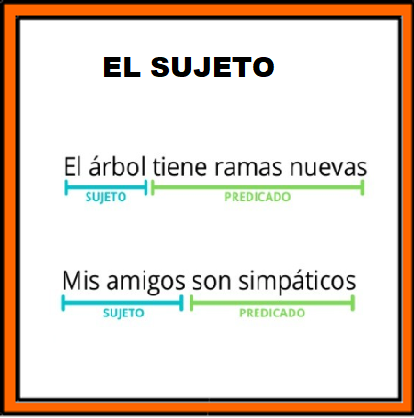 EL SUJETO
El árbol tiene ramas nuevas
SUJETO PREDICADO
Mis amigos son simpáticos
SUJETO PREDICADO